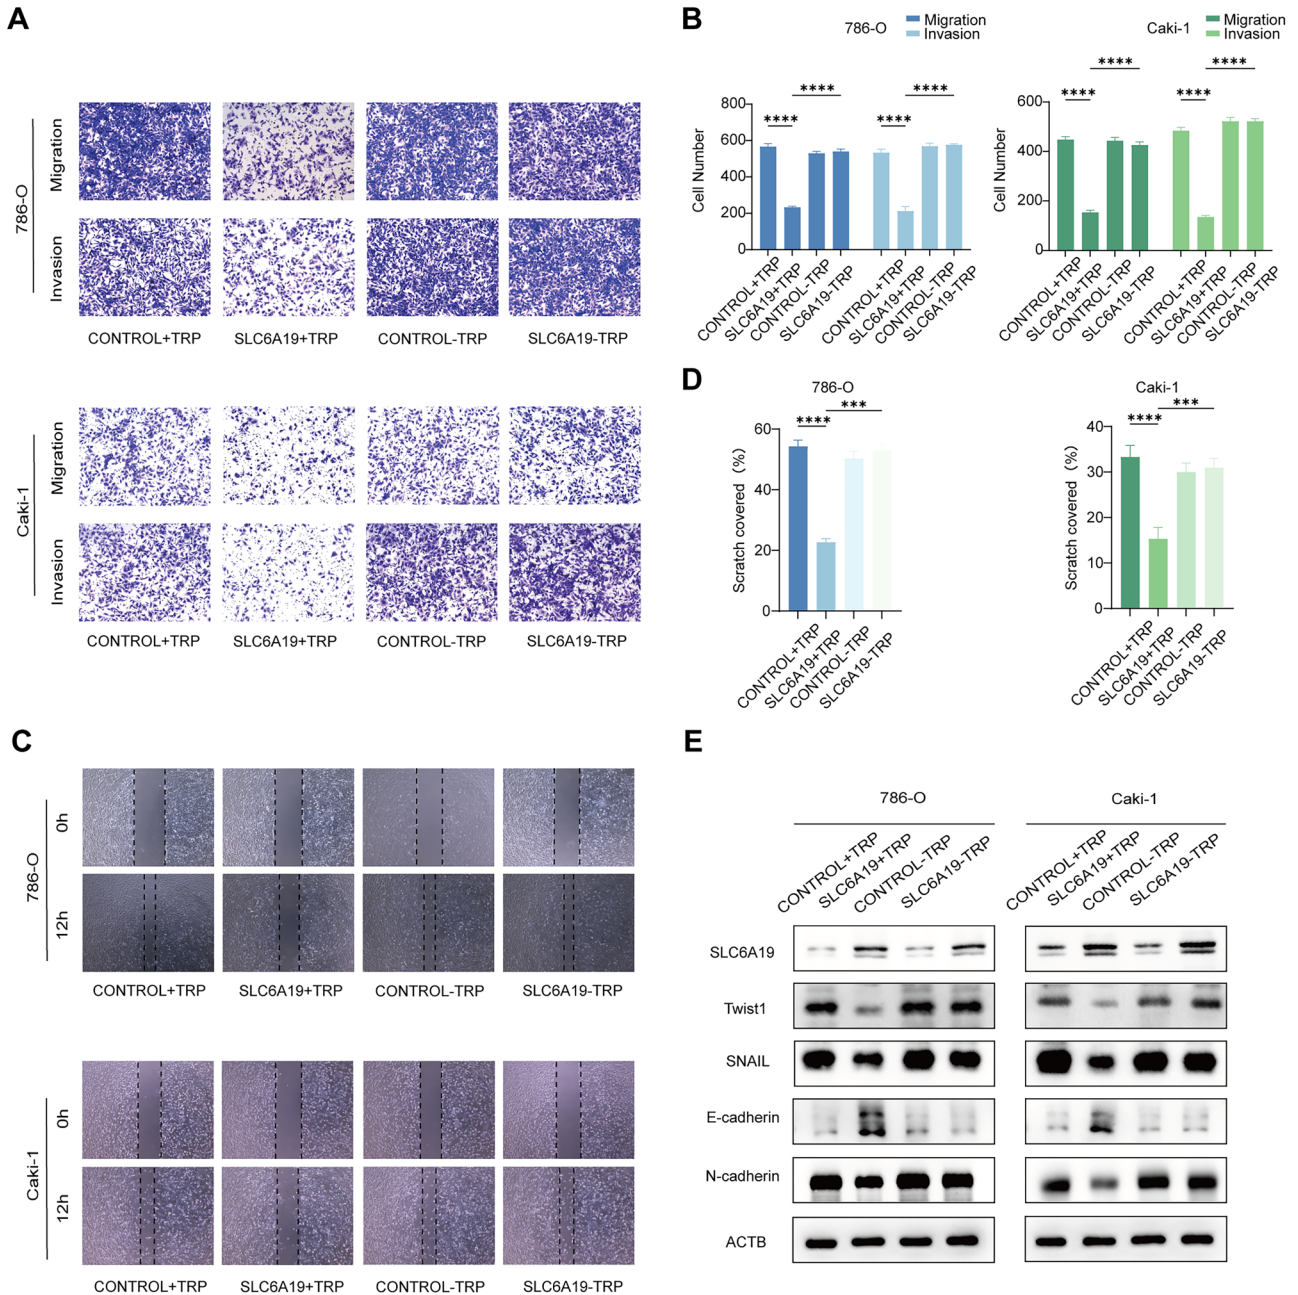 A
786-O
Migration
Invasion
CONTROL+TRP
SLC6A19+TRP
CONTROL-TRP
SLC6A19-TRP
Caki-1
Migration
Invasion
CONTROL+TRP
SLC6A19+TRP
CONTROL-TRP
SLC6A19-TRP
B
786-O
Migration
Invasion
Cell Number
800
600
400
200
0
****
****
****
****
CONTROL+TRP
SLC6A19+TRP
CONTROL-TRP
SLC6A19-TRP
CONTROL+TRP
SLC6A19+TRP
CONTROL-TRP
SLC6A19-TRP
Caki-1
Migration
Invasion
Cell Number
600
400
200
0
****
****
****
****
CONTROL+TRP
SLC6A19+TRP
CONTROL-TRP
SLC6A19-TRP
CONTROL+TRP
SLC6A19+TRP
CONTROL-TRP
SLC6A19-TRP
C
786-O
0h
12h
CONTROL+TRP
SLC6A19+TRP
CONTROL-TRP
SLC6A19-TRP
Caki-1
0h
12h
CONTROL+TRP
SLC6A19+TRP
CONTROL-TRP
SLC6A19-TRP
D
786-O
Scratch covered (%)
60
40
20
0
****
***
CONTROL+TRP
SLC6A19+TRP
CONTROL-TRP
SLC6A19-TRP
Caki-1
Scratch covered (%)
40
30
20
10
0
****
***
CONTROL+TRP
SLC6A19+TRP
CONTROL-TRP
SLC6A19-TRP
E
786-O
Caki-1
CONTROL+TRP
SLC6A19+TRP
CONTROL-TRP
SLC6A19-TRP
CONTROL+TRP
SLC6A19+TRP
CONTROL-TRP
SLC6A19-TRP
SLC6A19
Twist1
SNAIL
E-cadherin
N-cadherin
ACTB